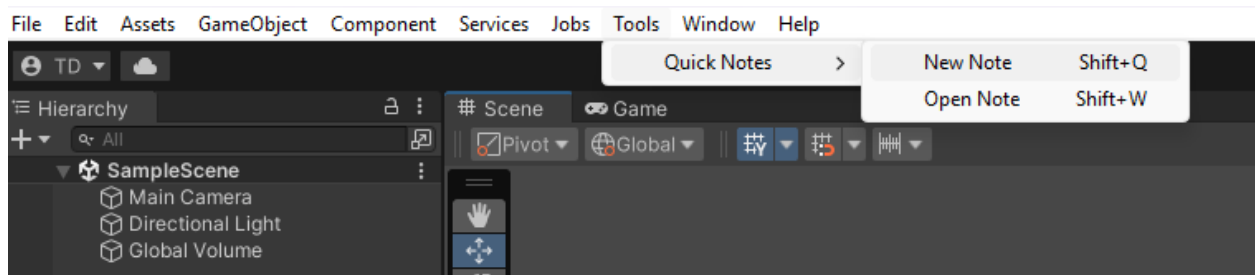 File Edit Assets GameObject Component Services Jobs Tools Window Help
TD
Quick Notes
New Note Shift+Q
Open Note Shift+W
Hierarchy
Scene Game
All
Pivot Global
SampleScene
Main Camera
Directional Light
Global Volume